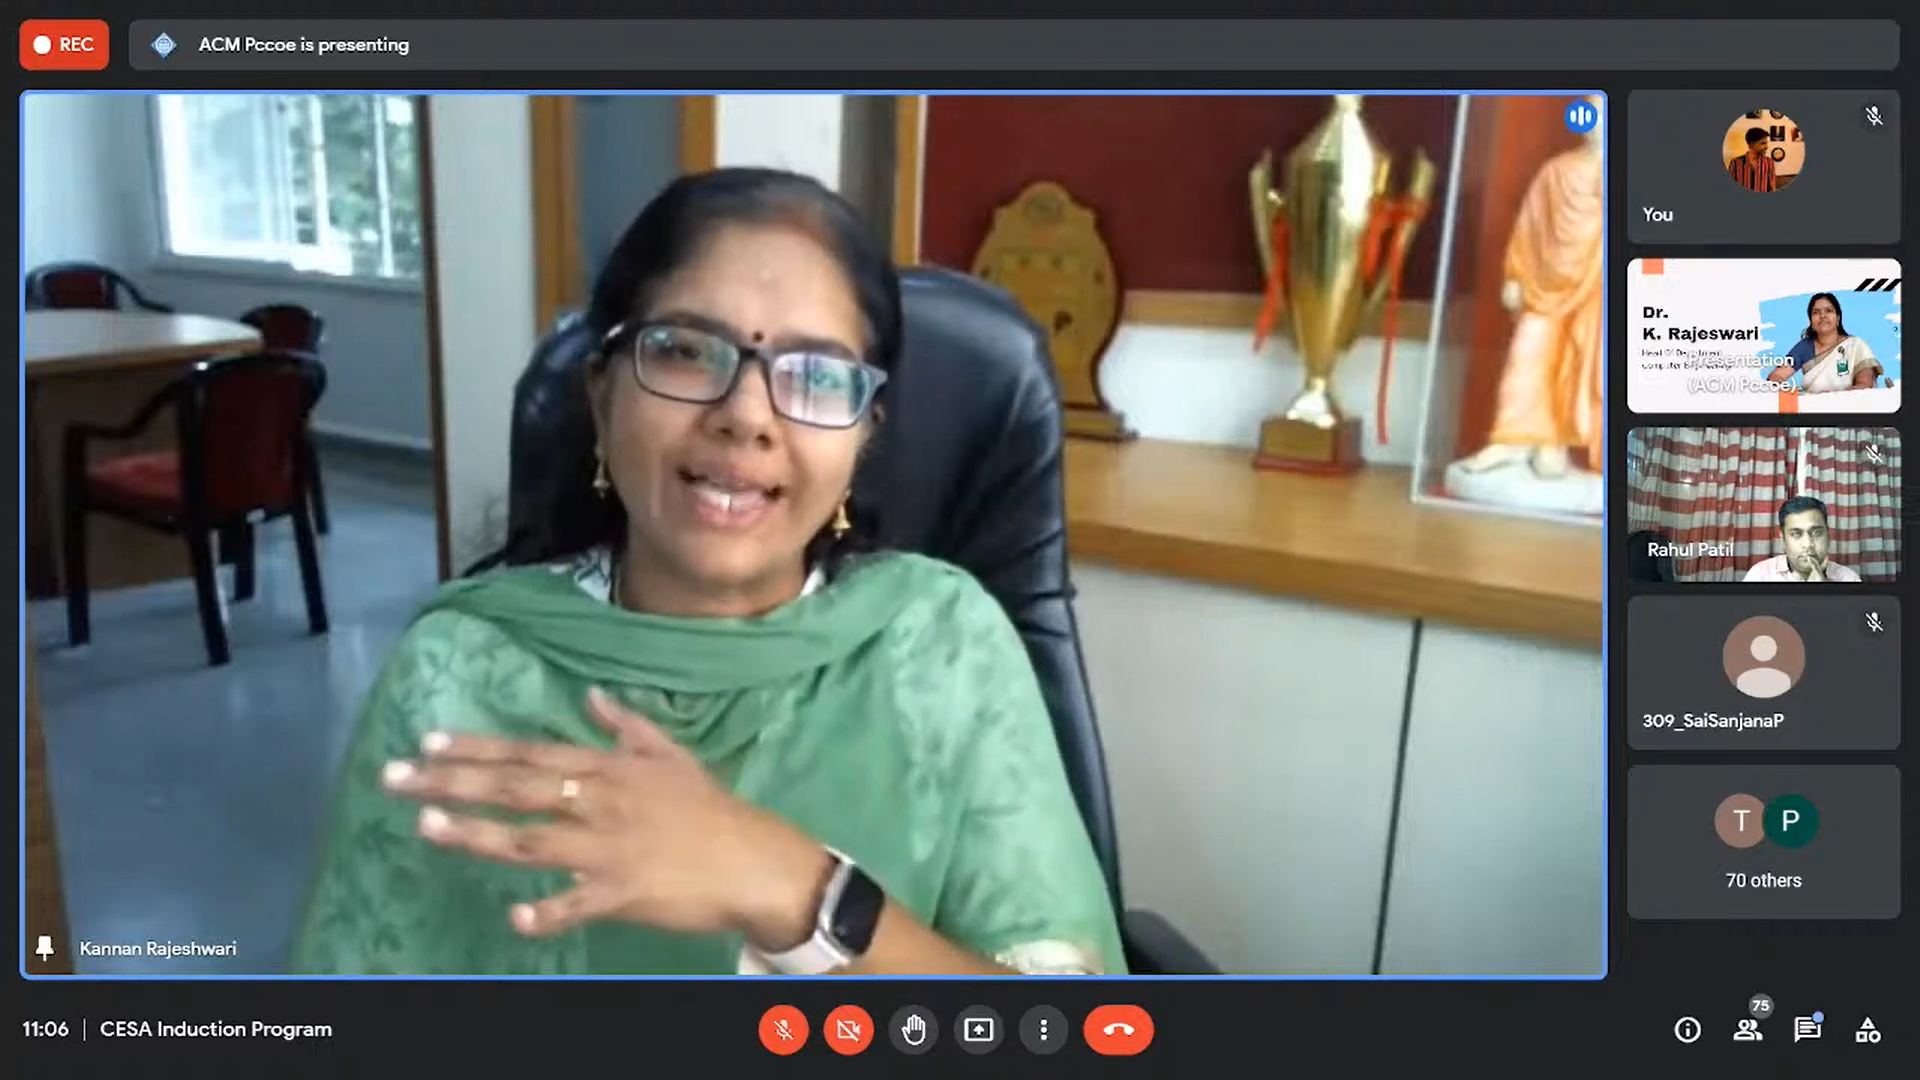 REC
ACM Pccoe is presenting
You
Dr.
K. Rajeswari
Presentation
(ACM Pccoe)
Rahul Patil
309_SaiSanjanaP
T P
70 others
Kannan Rajeshwari
11:06 | CESA Induction Program
75